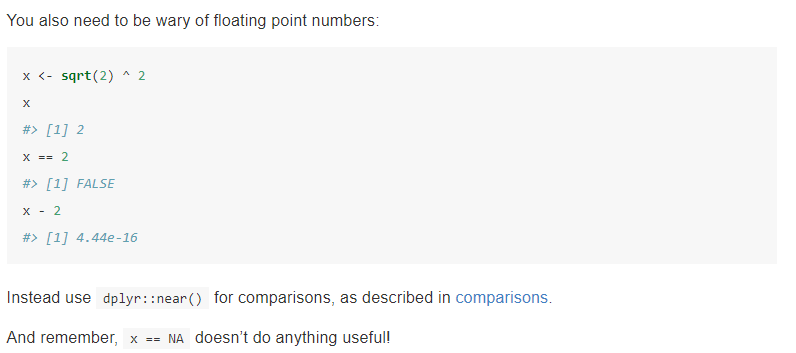 You also need to be wary of floating point numbers:
x <- sqrt(2) ^ 2
x
#> [1] 2
x == 2
#> [1] FALSE
x - 2
#> [1] 4.44e-16
Instead use dplyr::near() for comparisons, as described in comparisons.
And remember, x == NA doesn’t do anything useful!